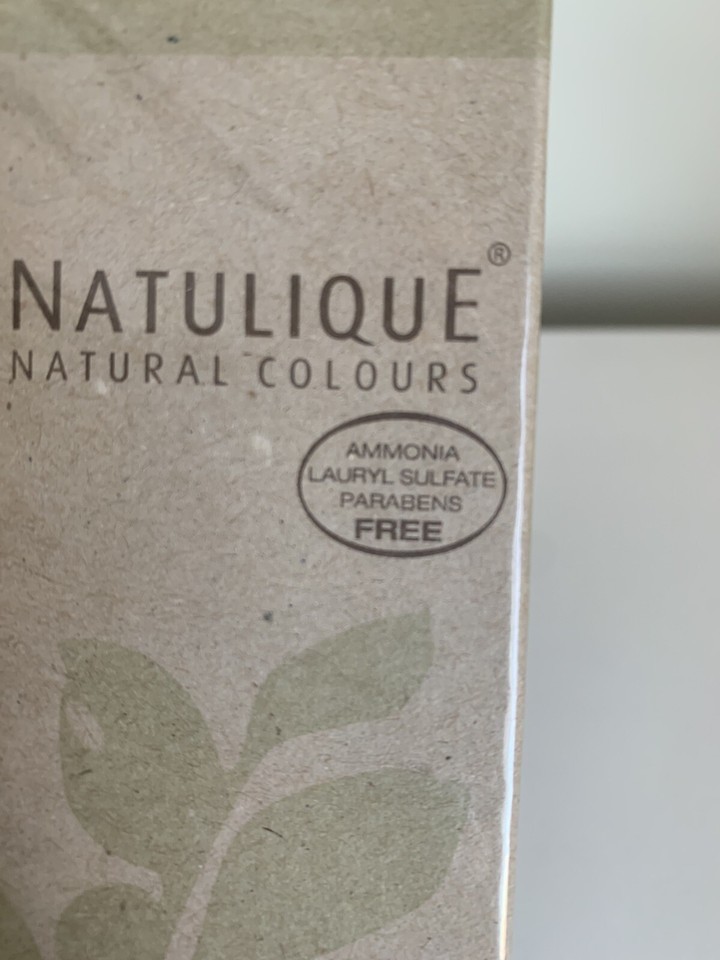 NATULIQUE®
NATURAL COLOURS
AMMONIA
LAURYL SULFATE
PARABENS
FREE